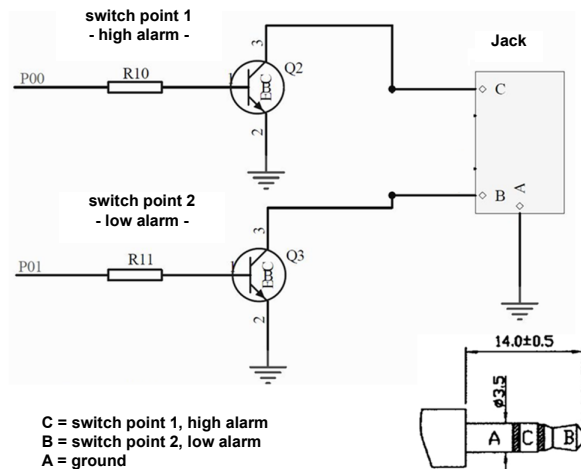 switch point 1
- high alarm -
Jack
3
P00
R10
1
C
B
E
Q2
C
2
switch point 2
- low alarm -
B
A
3
P01
R11
1
C
B
E
Q3
2
14.0±0.5
ø3.5
A
C
B
C = switch point 1, high alarm
B = switch point 2, low alarm
A = ground